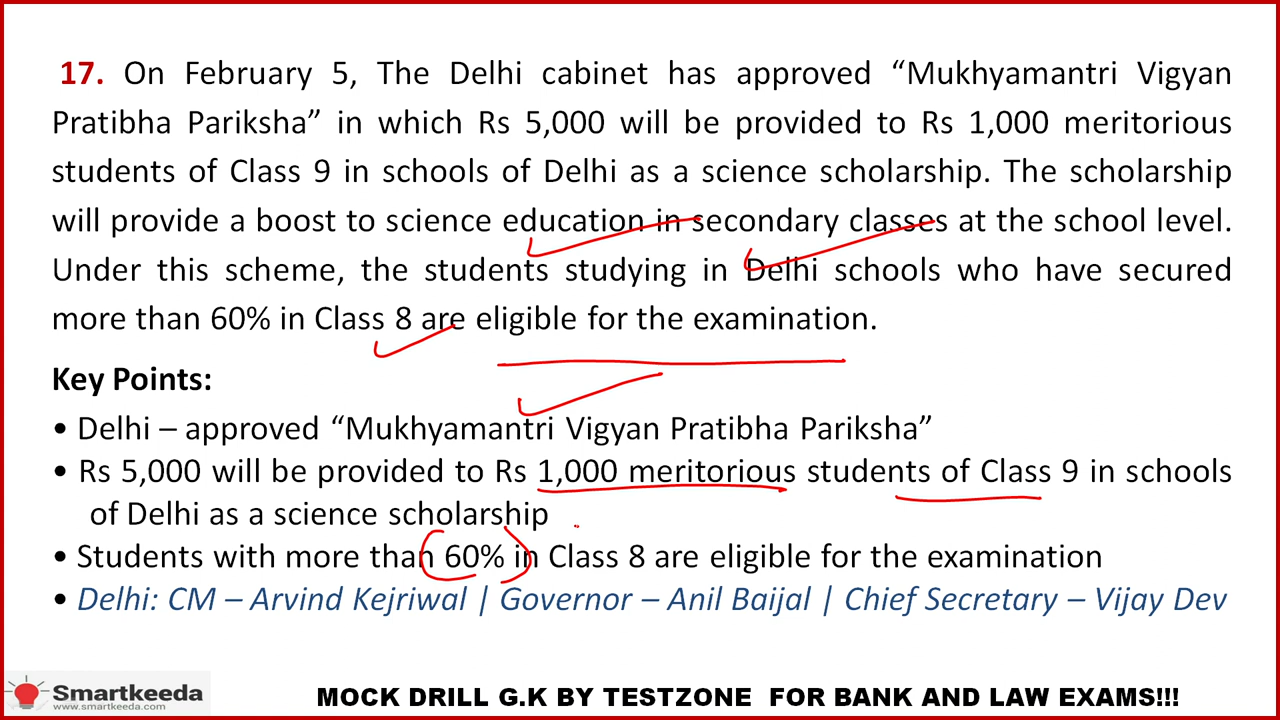 17. On February 5, The Delhi cabinet has approved “Mukhyamantri Vigyan
Pratibha Pariksha” in which Rs 5,000 will be provided to Rs 1,000 meritorious
students of Class 9 in schools of Delhi as a science scholarship. The scholarship
will provide a boost to science education in secondary classes at the school level.
Under this scheme, the students studying in Delhi schools who have secured
more than 60% in Class 8 are eligible for the examination.
Key Points:
• Delhi – approved “Mukhyamantri Vigyan Pratibha Pariksha”
• Rs 5,000 will be provided to Rs 1,000 meritorious students of Class 9 in schools
of Delhi as a science scholarship
• Students with more than 60% in Class 8 are eligible for the examination
• Delhi: CM – Arvind Kejriwal | Governor – Anil Baijal | Chief Secretary – Vijay Dev
Smartkeeda
www.smartkeeda.com
MOCK DRILL G.K BY TESTZONE FOR BANK AND LAW EXAMS!!!